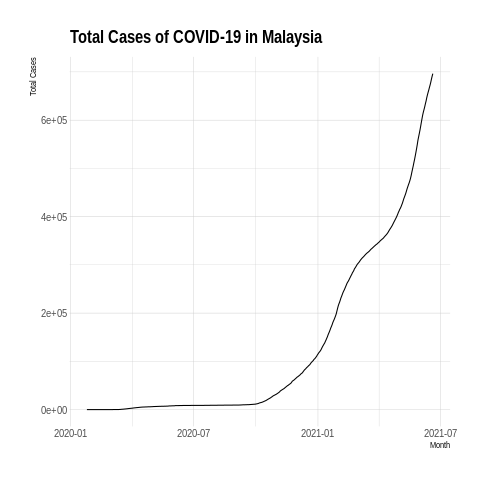 Total Cases of COVID-19 in Malaysia
Total Cases
6e+05
4e+05
2e+05
0e+00
2020-01 2020-07 2021-01 2021-07
Month